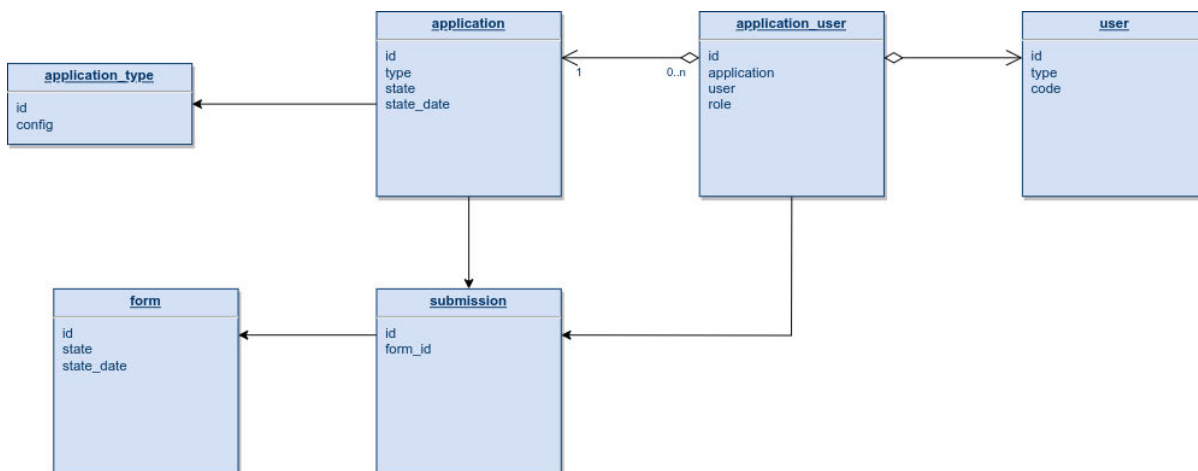 application
id
type
state
state_date
application_user
id
application
user
role
user
id
type
code
1
0..n
application_type
id
config
form
id
state
state_date
submission
id
form_id